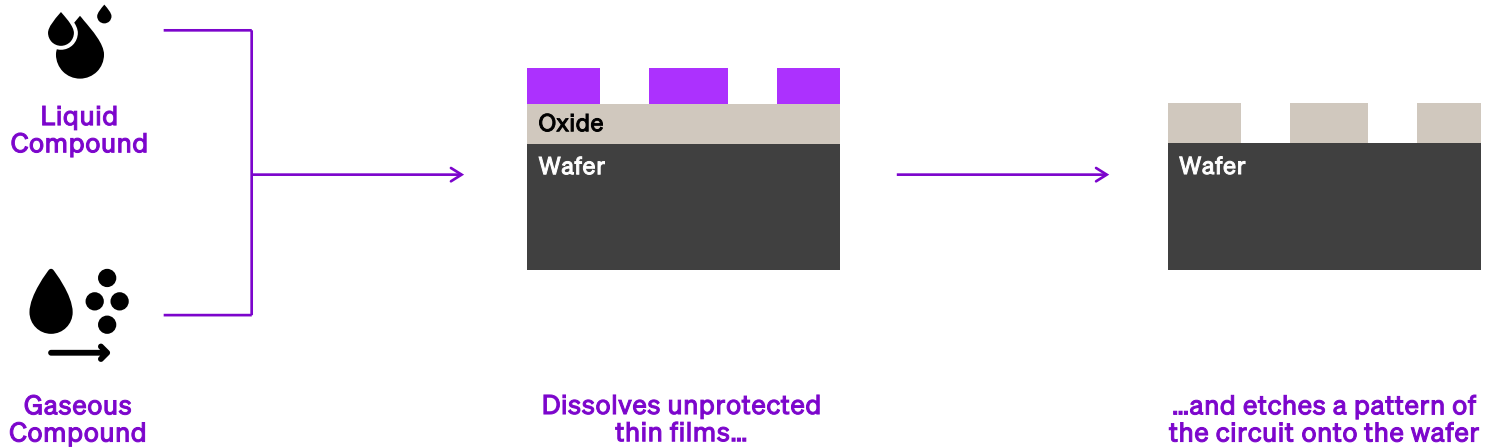 Liquid
Compound
Gaseous
Compound
Oxide
Wafer
Dissolves unprotected
thin films...
Wafer
...and etches a pattern of
the circuit onto the wafer